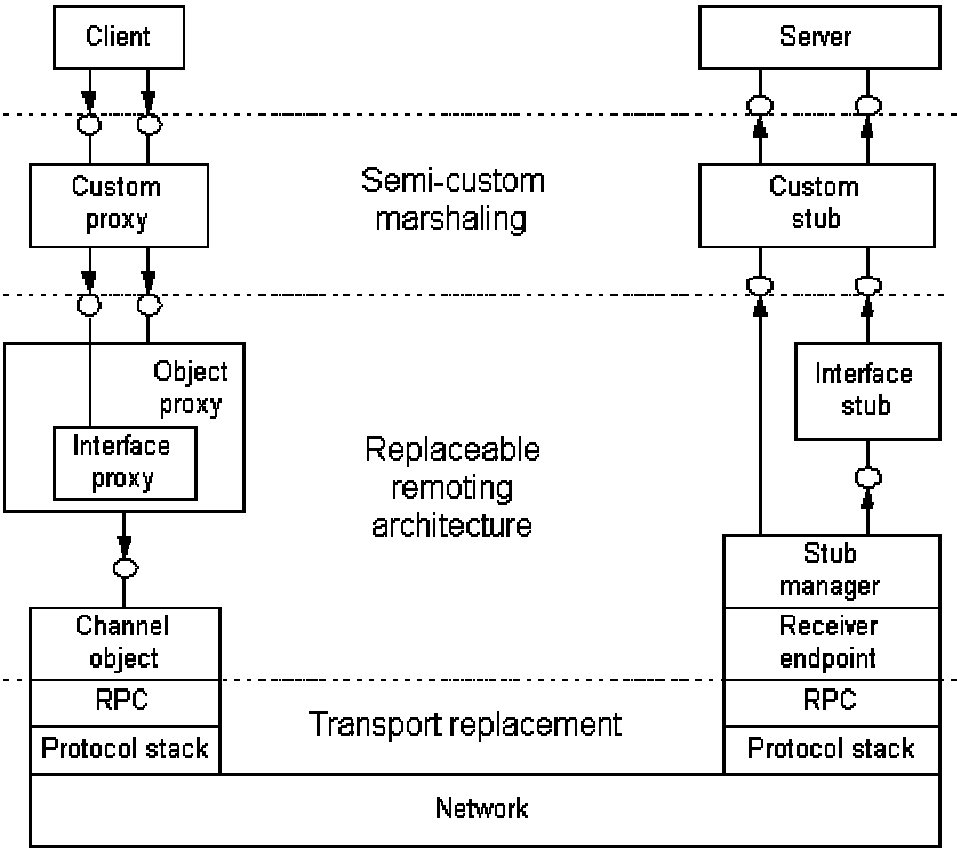 Client
Server
Custom
proxy
Semi-custom
marshaling
Custom
stub
Object
proxy
Interface
proxy
Replaceable
remoting
architecture
Interface
stub
Stub
manager
Channel
object
Receiver
endpoint
RPC
Transport replacement
RPC
Protocol stack
Protocol stack
Network